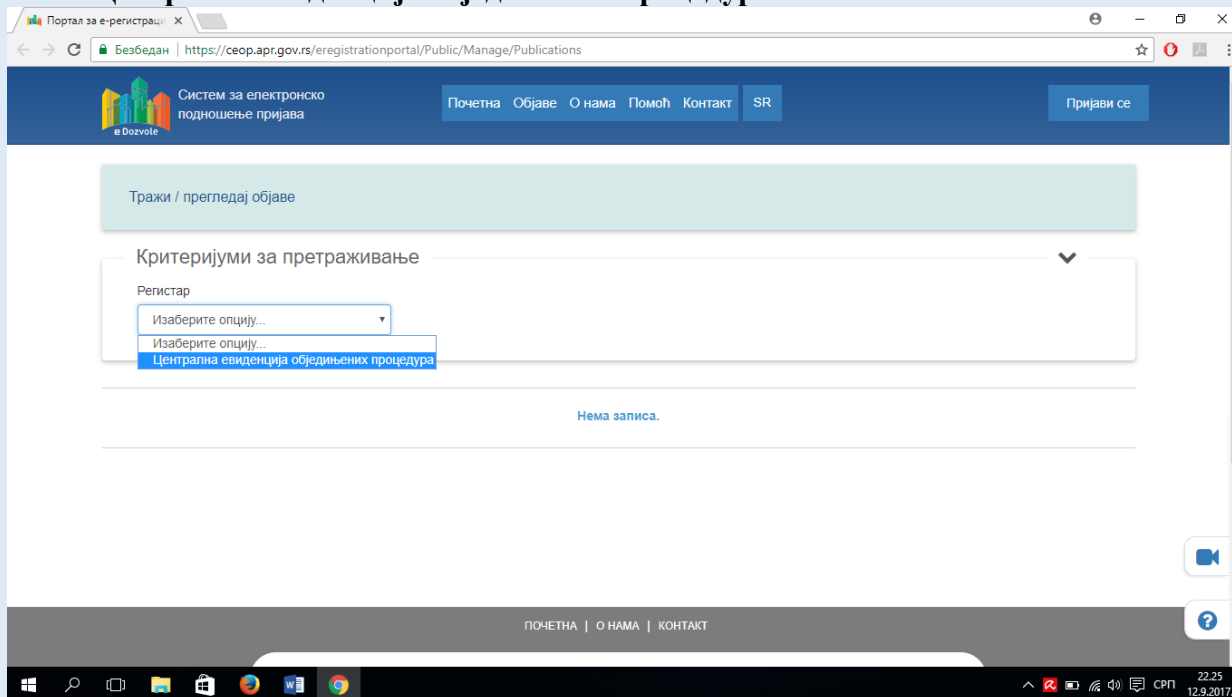 Портал за е-регистраци
Безбедан | https://ceop.apr.gov.rs/eregistrationportal/Public/Manage/Publications
e Dozvole
Систем за електронско
подношење пријава
Почетна Објаве О нама Помоћ Контакт SR
Пријави се
Тражи / прегледај објаве
Критеријуми за претраживање
Регистар
Изаберите опцију...
Изаберите опцију...
Централна евиденција обједињених процедура
Нема записа.
ПОЧЕТНА | О НАМА | КОНТАКТ
СРП
22.25
12.9.2017